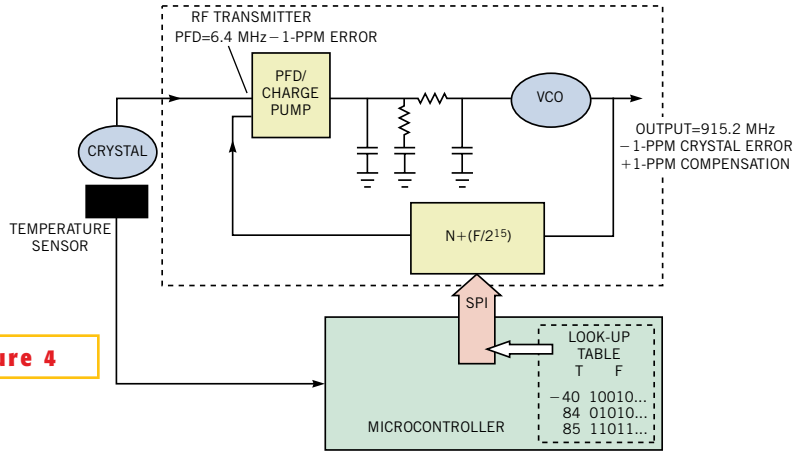 RF TRANSMITTER
PFD=6.4 MHz−1-PPM ERROR
PFD/
CHARGE
PUMP
VCO
CRYSTAL
OUTPUT=915.2 MHz
−1-PPM CRYSTAL ERROR
+1-PPM COMPENSATION
TEMPERATURE
SENSOR
N+(F/2¹⁵)
SPI
ure 4
LOOK-UP
TABLE
T F
−40 10010...
84 01010...
85 11011...
MICROCONTROLLER